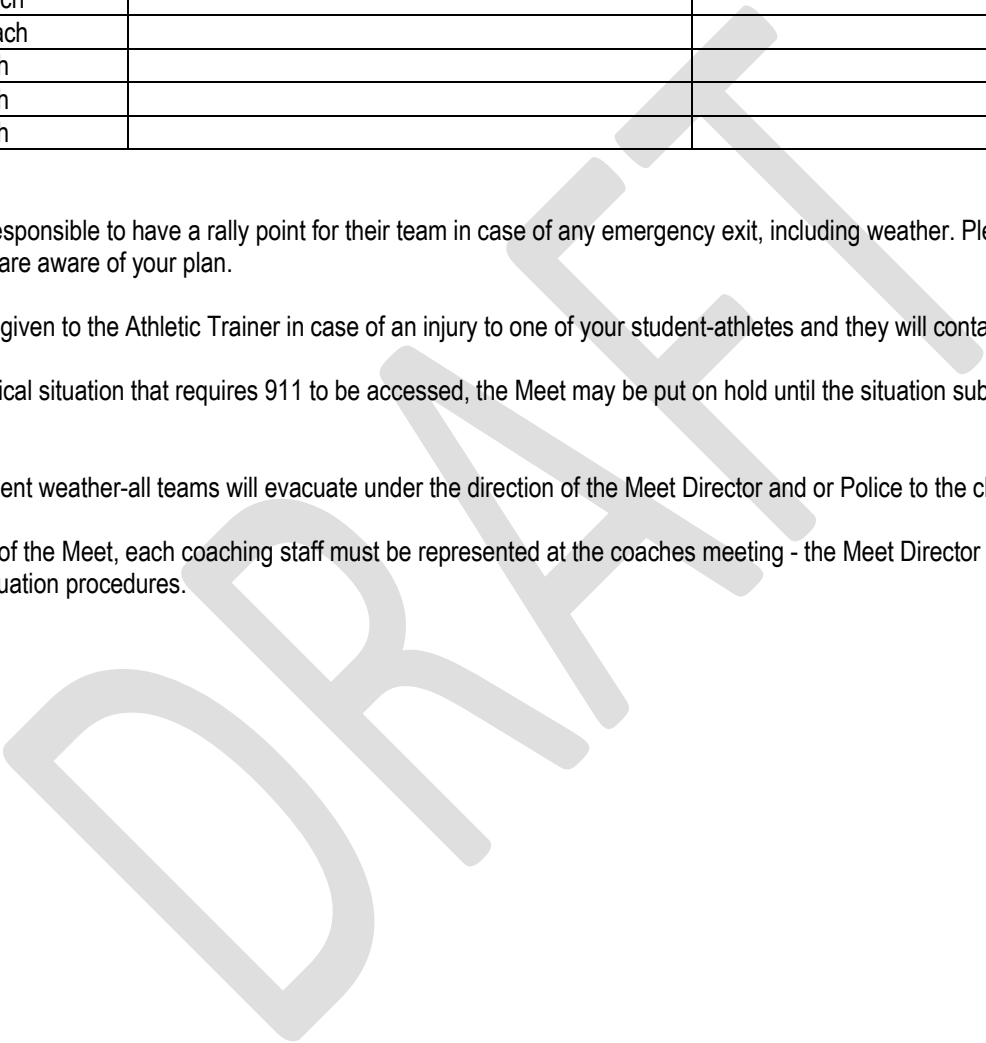 ach
h
h
h
esponsible to have a rally point for their team in case of any emergency exit, including weather. Ple
are aware of your plan.
given to the Athletic Trainer in case of an injury to one of your student-athletes and they will conta
ical situation that requires 911 to be accessed, the Meet may be put on hold until the situation sub
ent weather-all teams will evacuate under the direction of the Meet Director and or Police to the cl
of the Meet, each coaching staff must be represented at the coaches meeting - the Meet Director
uation procedures.
DRAFT